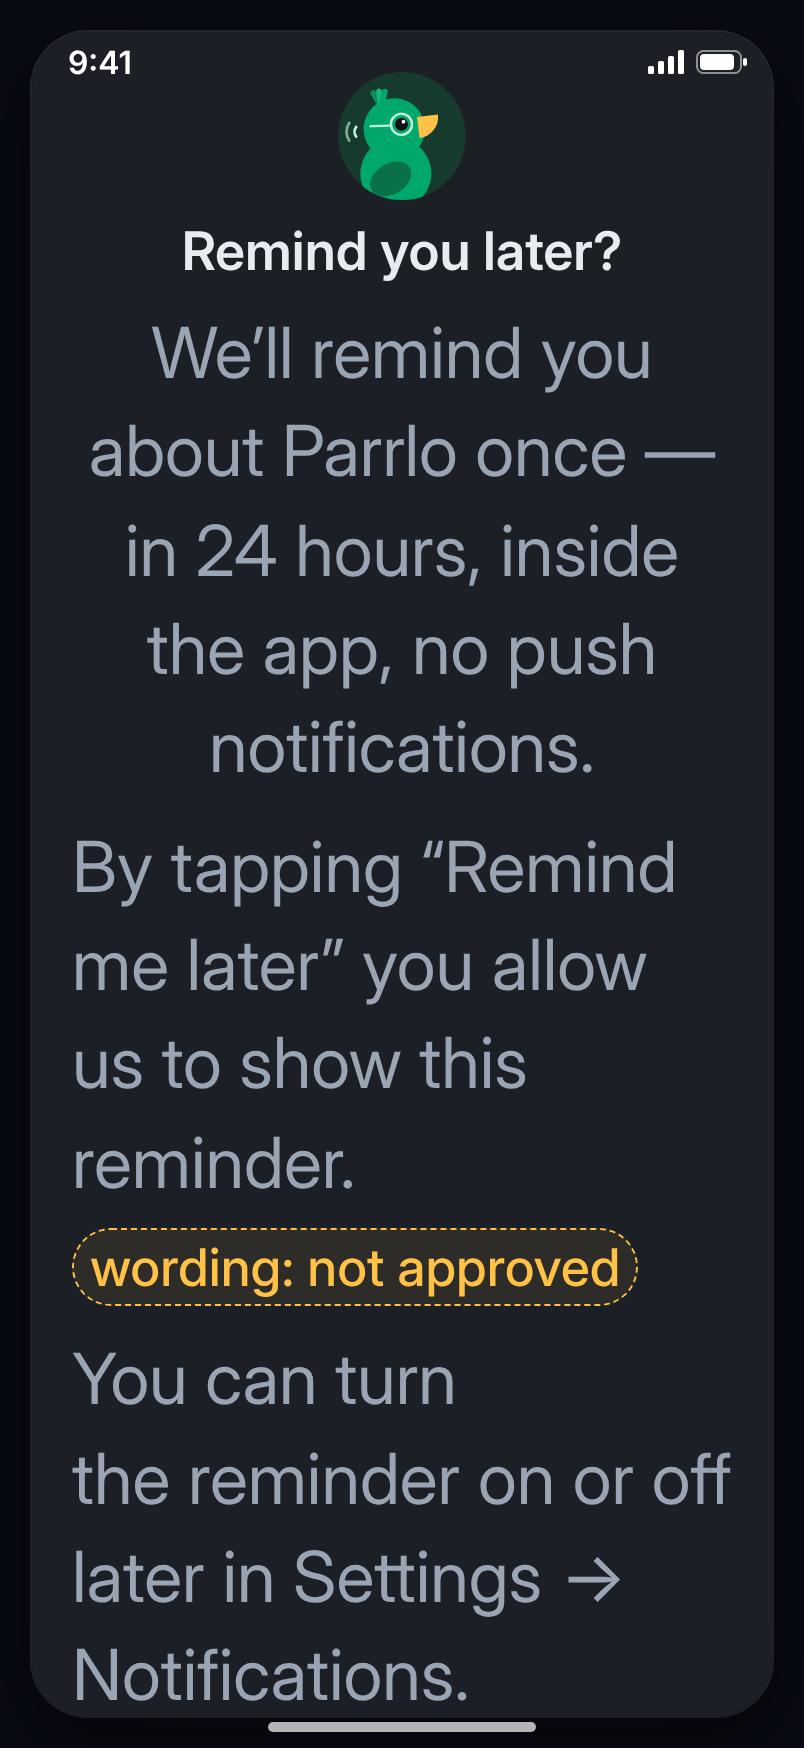 9:41
Remind you later?
We’ll remind you
about Parrlo once —
in 24 hours, inside
the app, no push
notifications.
By tapping “Remind
me later” you allow
us to show this
reminder.
wording: not approved
You can turn
the reminder on or off
later in Settings →
Notifications.